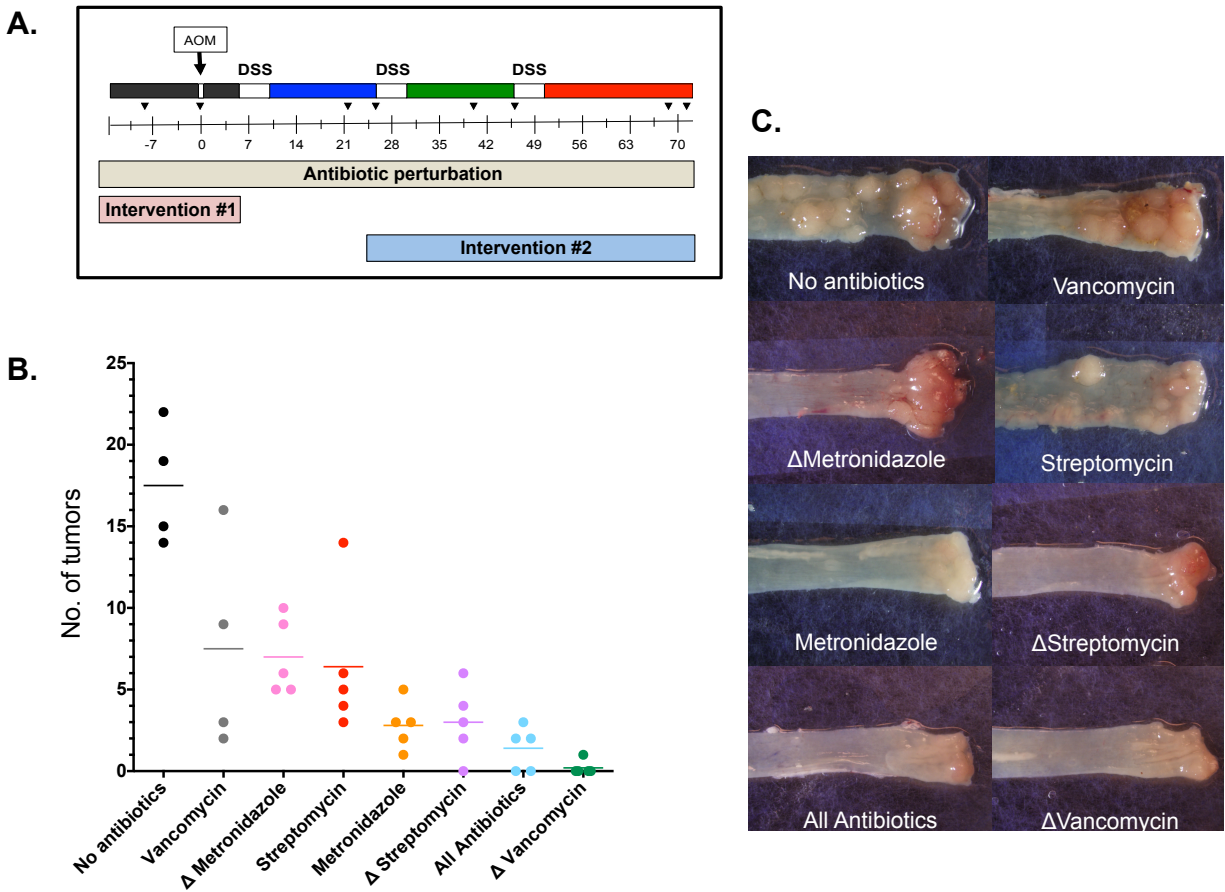 A.
AOM
DSS DSS DSS
-7 0 7 14 21 28 35 42 49 56 63 70
Antibiotic perturbation
Intervention #1
Intervention #2
B.
No. of tumors
25
20
15
10
5
0
No antibiotics
Vancomycin
Δ Metronidazole
Streptomycin
Metronidazole
Δ Streptomycin
All Antibiotics
Δ Vancomycin
C.
No antibiotics
Vancomycin
ΔMetronidazole
Streptomycin
Metronidazole
ΔStreptomycin
All Antibiotics
ΔVancomycin